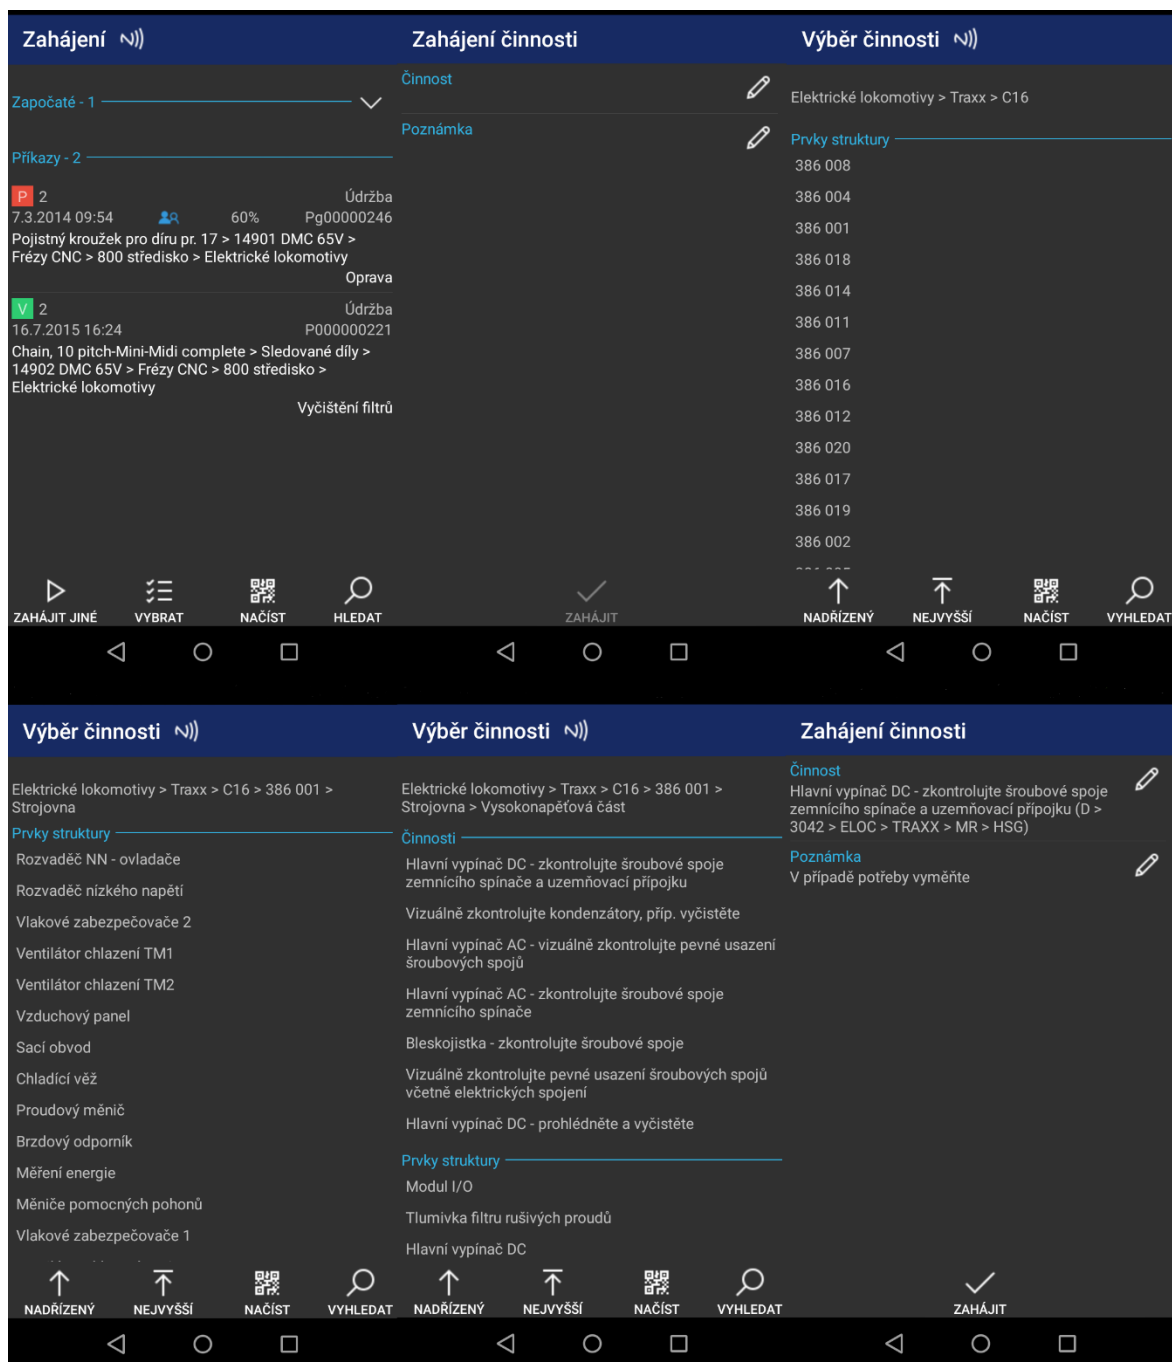 Zahájení
Započaté - 1
Příkazy - 2
P 2 Údržba
7.3.2014 09:54 60% Pg00000246
Pojistný kroužek pro díru pr. 17 > 14901 DMC 65V >
Frézy CNC > 800 středisko > Elektrické lokomotivy
Oprava
V 2 Údržba
16.7.2015 16:24 P000000221
Chain, 10 pitch-Mini-Midi complete > Sledované díly >
14902 DMC 65V > Frézy CNC > 800 středisko >
Elektrické lokomotivy
Vyčištění filtrů
ZAHÁJIT JINÉ VYBRAT NAČÍST HLEDAT
Zahájení činnosti
Činnost
Poznámka
ZAHÁJIT
Výběr činnosti
Elektrické lokomotivy > Traxx > C16
Prvky struktury
386 008
386 004
386 001
386 018
386 014
386 011
386 007
386 016
386 012
386 020
386 017
386 019
386 002
NADŘÍZENÝ NEJVYŠŠÍ NAČÍST VYHLEDAT
Výběr činnosti
Elektrické lokomotivy > Traxx > C16 > 386 001 >
Strojovna
Prvky struktury
Rozvaděč NN - ovladače
Rozvaděč nízkého napětí
Vlakové zabezpečovače 2
Ventilátor chlazení TM1
Ventilátor chlazení TM2
Vzduchový panel
Sací obvod
Chladící věž
Proudový měnič
Brzdový odporník
Měření energie
Měniče pomocných pohonů
Vlakové zabezpečovače 1
NADŘÍZENÝ NEJVYŠŠÍ NAČÍST VYHLEDAT
Výběr činnosti
Elektrické lokomotivy > Traxx > C16 > 386 001 >
Strojovna > Vysokonapěťová část
Činnosti
Hlavní vypínač DC - zkontrolujte šroubové spoje
zemnícího spínače a uzemňovací přípojku
Vizuálně zkontrolujte kondenzátory, příp. vyčistěte
Hlavní vypínač AC - vizuálně zkontrolujte pevné usazení
šroubových spojů
Hlavní vypínač AC - zkontrolujte šroubové spoje
zemnícího spínače
Bleskojistka - zkontrolujte šroubové spoje
Vizuálně zkontrolujte pevné usazení šroubových spojů
včetně elektrických spojení
Hlavní vypínač DC - prohlédněte a vyčistěte
Prvky struktury
Modul I/O
Tlumivka filtru rušivých proudů
Hlavní vypínač DC
NADŘÍZENÝ NEJVYŠŠÍ NAČÍST VYHLEDAT
Zahájení činnosti
Činnost
Hlavní vypínač DC - zkontrolujte šroubové spoje
zemnícího spínače a uzemňovací přípojku (D >
3042 > ELOC > TRAXX > MR > HSG)
Poznámka
V případě potřeby vyměňte
ZAHÁJIT